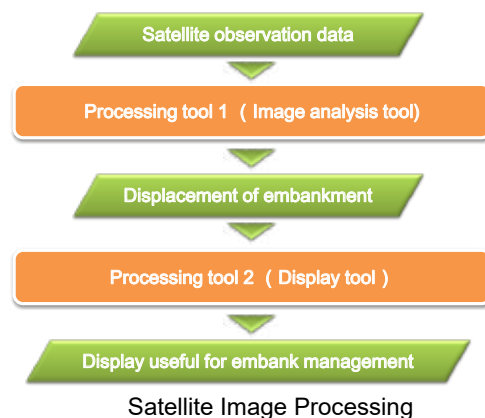 Satellite observation data
Processing tool 1 ( Image analysis tool)
Displacement of embankment
Processing tool 2 ( Display tool )
Display useful for embank management
Satellite Image Processing